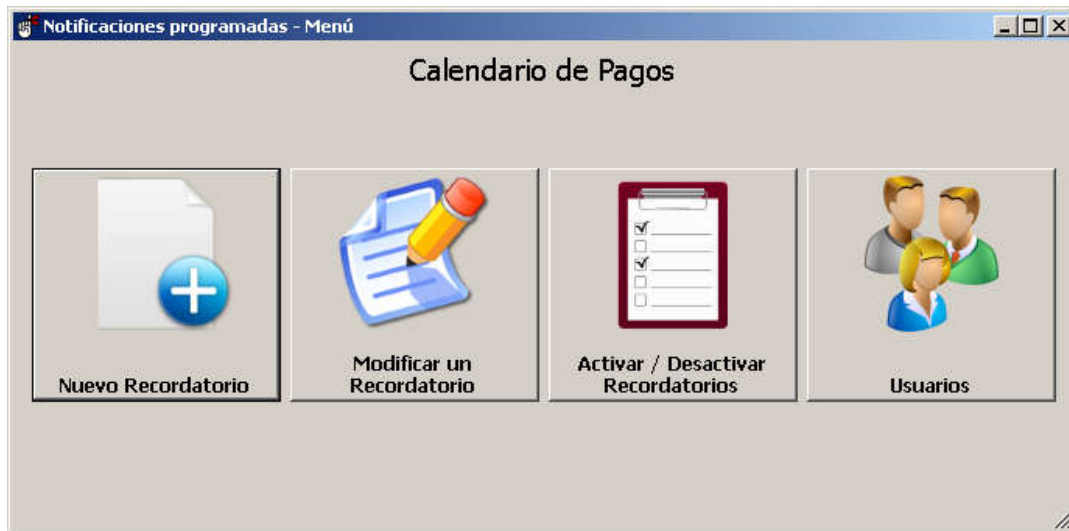 Notificaciones programadas - Menú
Calendario de Pagos
Nuevo Recordatorio
Modificar un
Recordatorio
Activar / Desactivar
Recordatorios
Usuarios